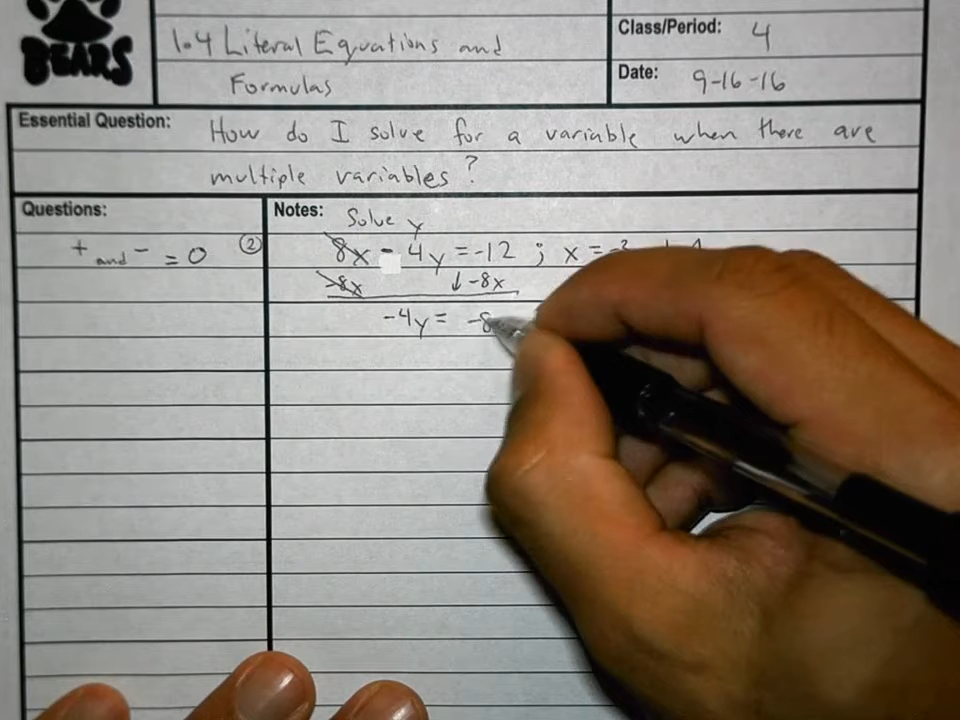 BEARS
1.4 Literal Equations and
Formulas
Class/Period: 4
Date: 9-16-16
Essential Question: How do I solve for a variable when there are
multiple variables?
Questions:
+ and - = 0
Notes: Solve y
② 8x - 4y = -12 ; x = -2
-8x ↓ -8x
-4y = -8